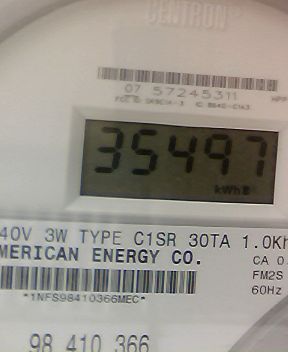 CENTRON®
07 57245311
35497
kWh
40V 3W TYPE C1SR 30TA 1.0Kh
MERICAN ENERGY CO.
CA 0.
FM2S
60Hz
*1NFS98410366MEC*
98 410 366